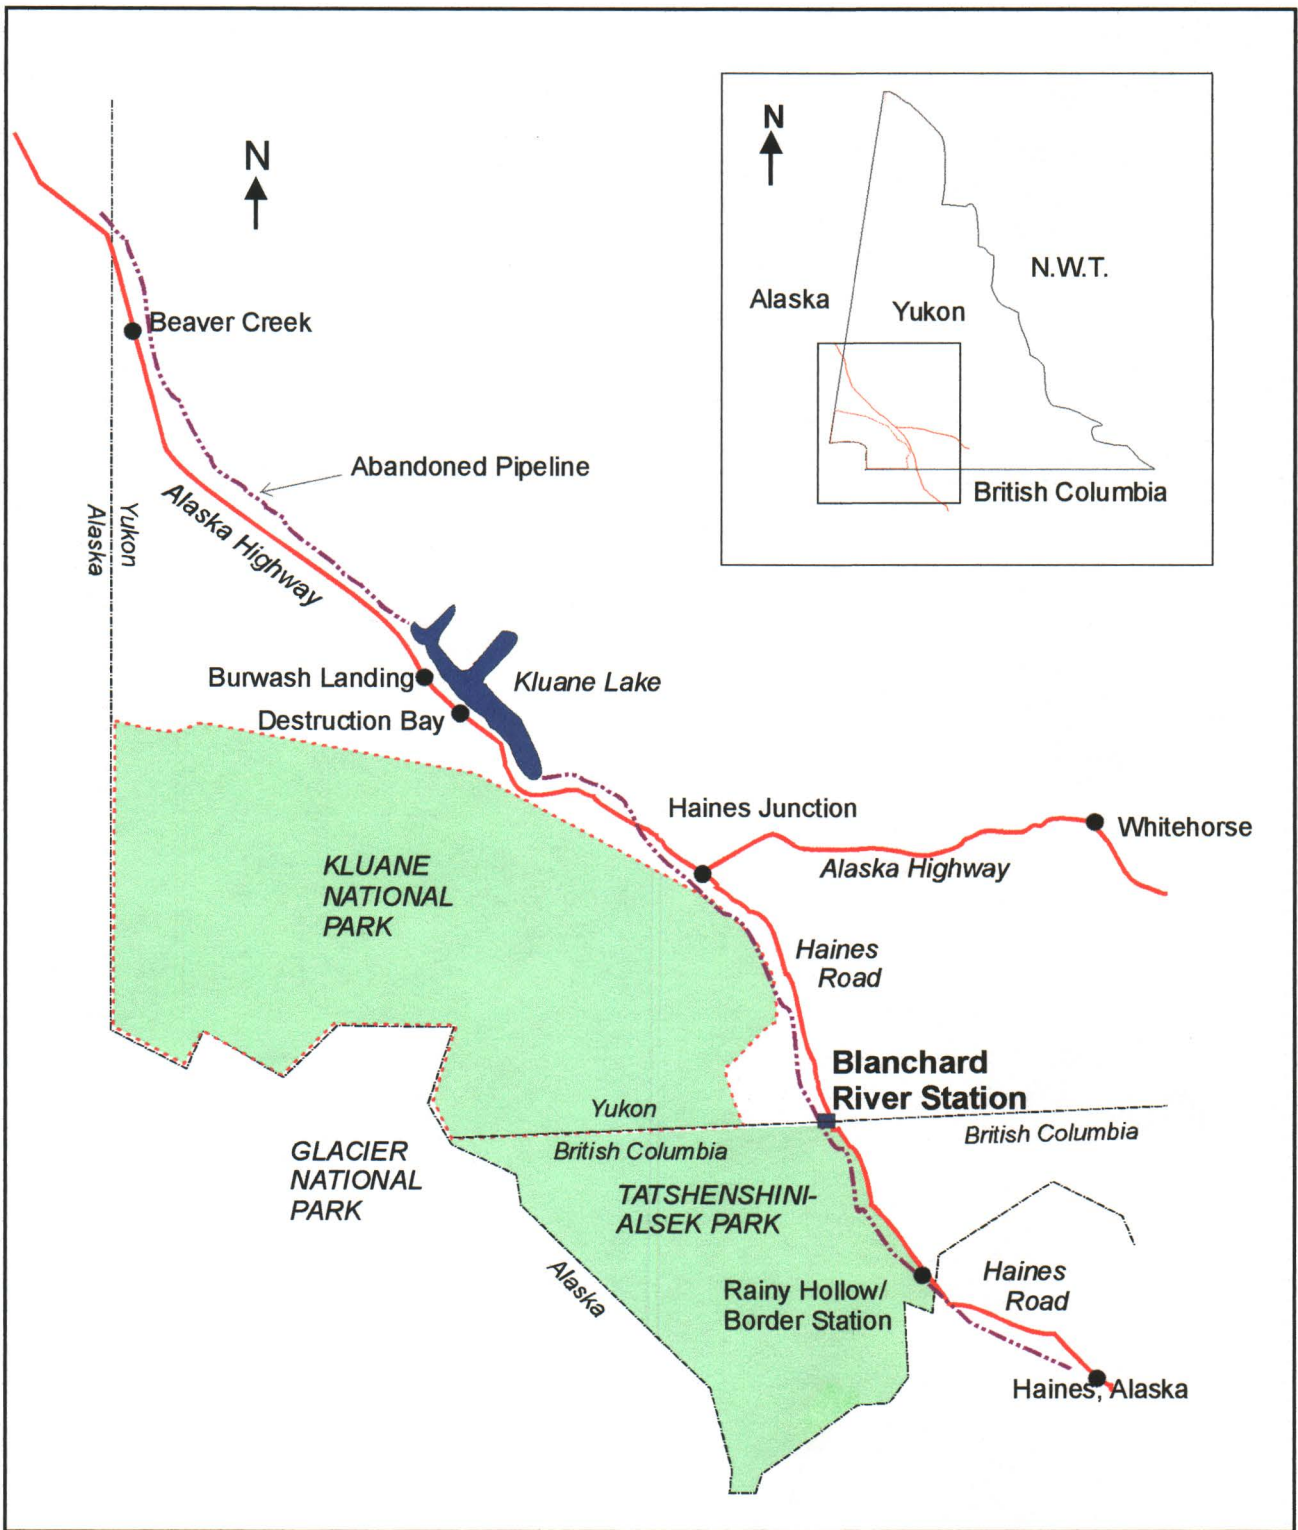 N
N
N.W.T.
Alaska
Yukon
British Columbia
Beaver Creek
Abandoned Pipeline
Alaska Highway
Yukon
Alaska
Burwash Landing
Kluane Lake
Destruction Bay
Haines Junction
Whitehorse
Alaska Highway
KLUANE
NATIONAL
PARK
Haines
Road
Blanchard
River Station
Yukon
British Columbia
British Columbia
GLACIER
NATIONAL
PARK
TATSHENSHINI-
ALSEK PARK
Alaska
Rainy Hollow/
Border Station
Haines
Road
Haines, Alaska